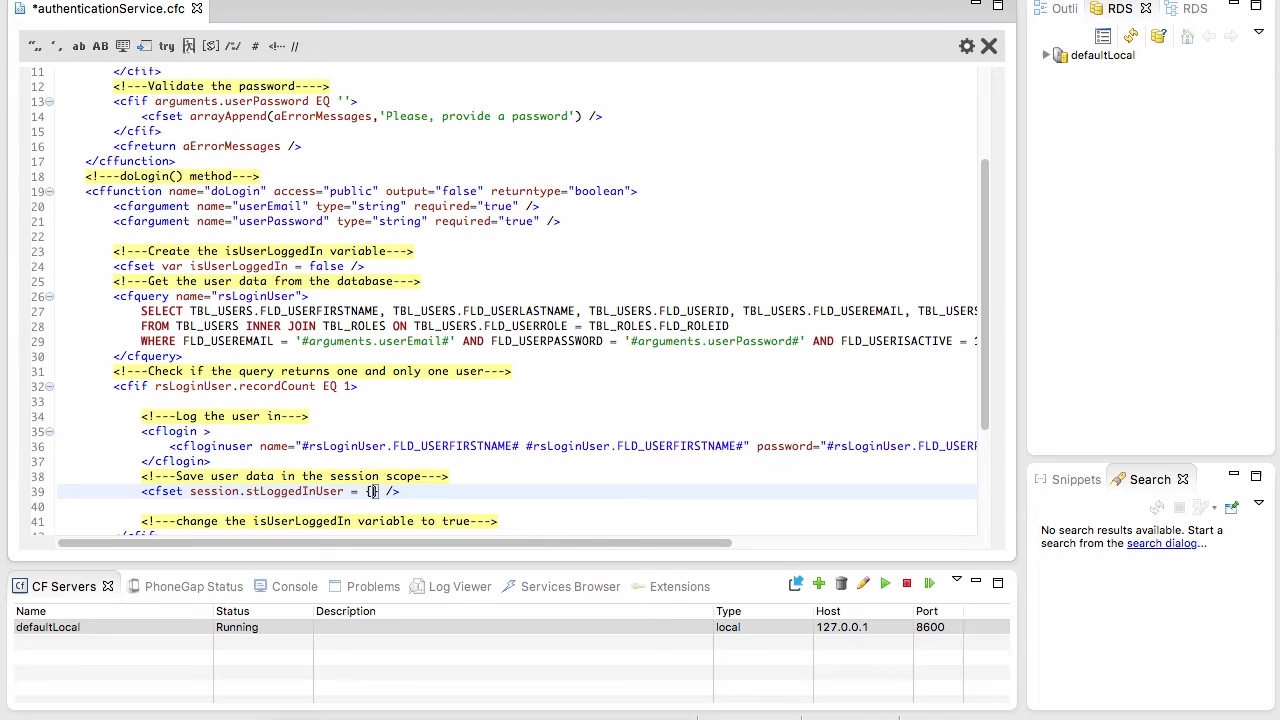 *authenticationService.cfc
Outli
RDS
RDS
ab AB try /≡/ # <!-- //
defaultLocal
11 </cfif>
12 <!---Validate the password---->
13 <cfif arguments.userPassword EQ ''>
14 <cfset arrayAppend(aErrorMessages,'Please, provide a password') />
15 </cfif>
16 <cfreturn aErrorMessages />
17 </cffunction>
18 <!---doLogin() method--->
19 <cffunction name="doLogin" access="public" output="false" returntype="boolean">
20 <cfargument name="userEmail" type="string" required="true" />
21 <cfargument name="userPassword" type="string" required="true" />
22
23 <!---Create the isUserLoggedIn variable--->
24 <cfset var isUserLoggedIn = false />
25 <!---Get the user data from the database--->
26 <cfquery name="rsLoginUser">
27 SELECT TBL_USERS.FLD_USERFIRSTNAME, TBL_USERS.FLD_USERLASTNAME, TBL_USERS.FLD_USERID, TBL_USERS.FLD_USEREMAIL, TBL_USERS
28 FROM TBL_USERS INNER JOIN TBL_ROLES ON TBL_USERS.FLD_USERROLE = TBL_ROLES.FLD_ROLEID
29 WHERE FLD_USEREMAIL = '#arguments.userEmail#' AND FLD_USERPASSWORD = '#arguments.userPassword#' AND FLD_USERISACTIVE = 1
30 </cfquery>
31 <!---Check if the query returns one and only one user--->
32 <cfif rsLoginUser.recordCount EQ 1>
33
34 <!---Log the user in--->
35 <cflogin >
36 <cfloginuser name="#rsLoginUser.FLD_USERFIRSTNAME# #rsLoginUser.FLD_USERFIRSTNAME#" password="#rsLoginUser.FLD_USERP
37 </cflogin>
38 <!---Save user data in the session scope--->
39 <cfset session.stLoggedInUser = {} />
40
41 <!---change the isUserLoggedIn variable to true--->
Snippets
Search
No search results available. Start a
search from the search dialog...
CF Servers
PhoneGap Status
Console
Problems
Log Viewer
Services Browser
Extensions
Name Status Description Type Host Port
defaultLocal Running local 127.0.0.1 8600